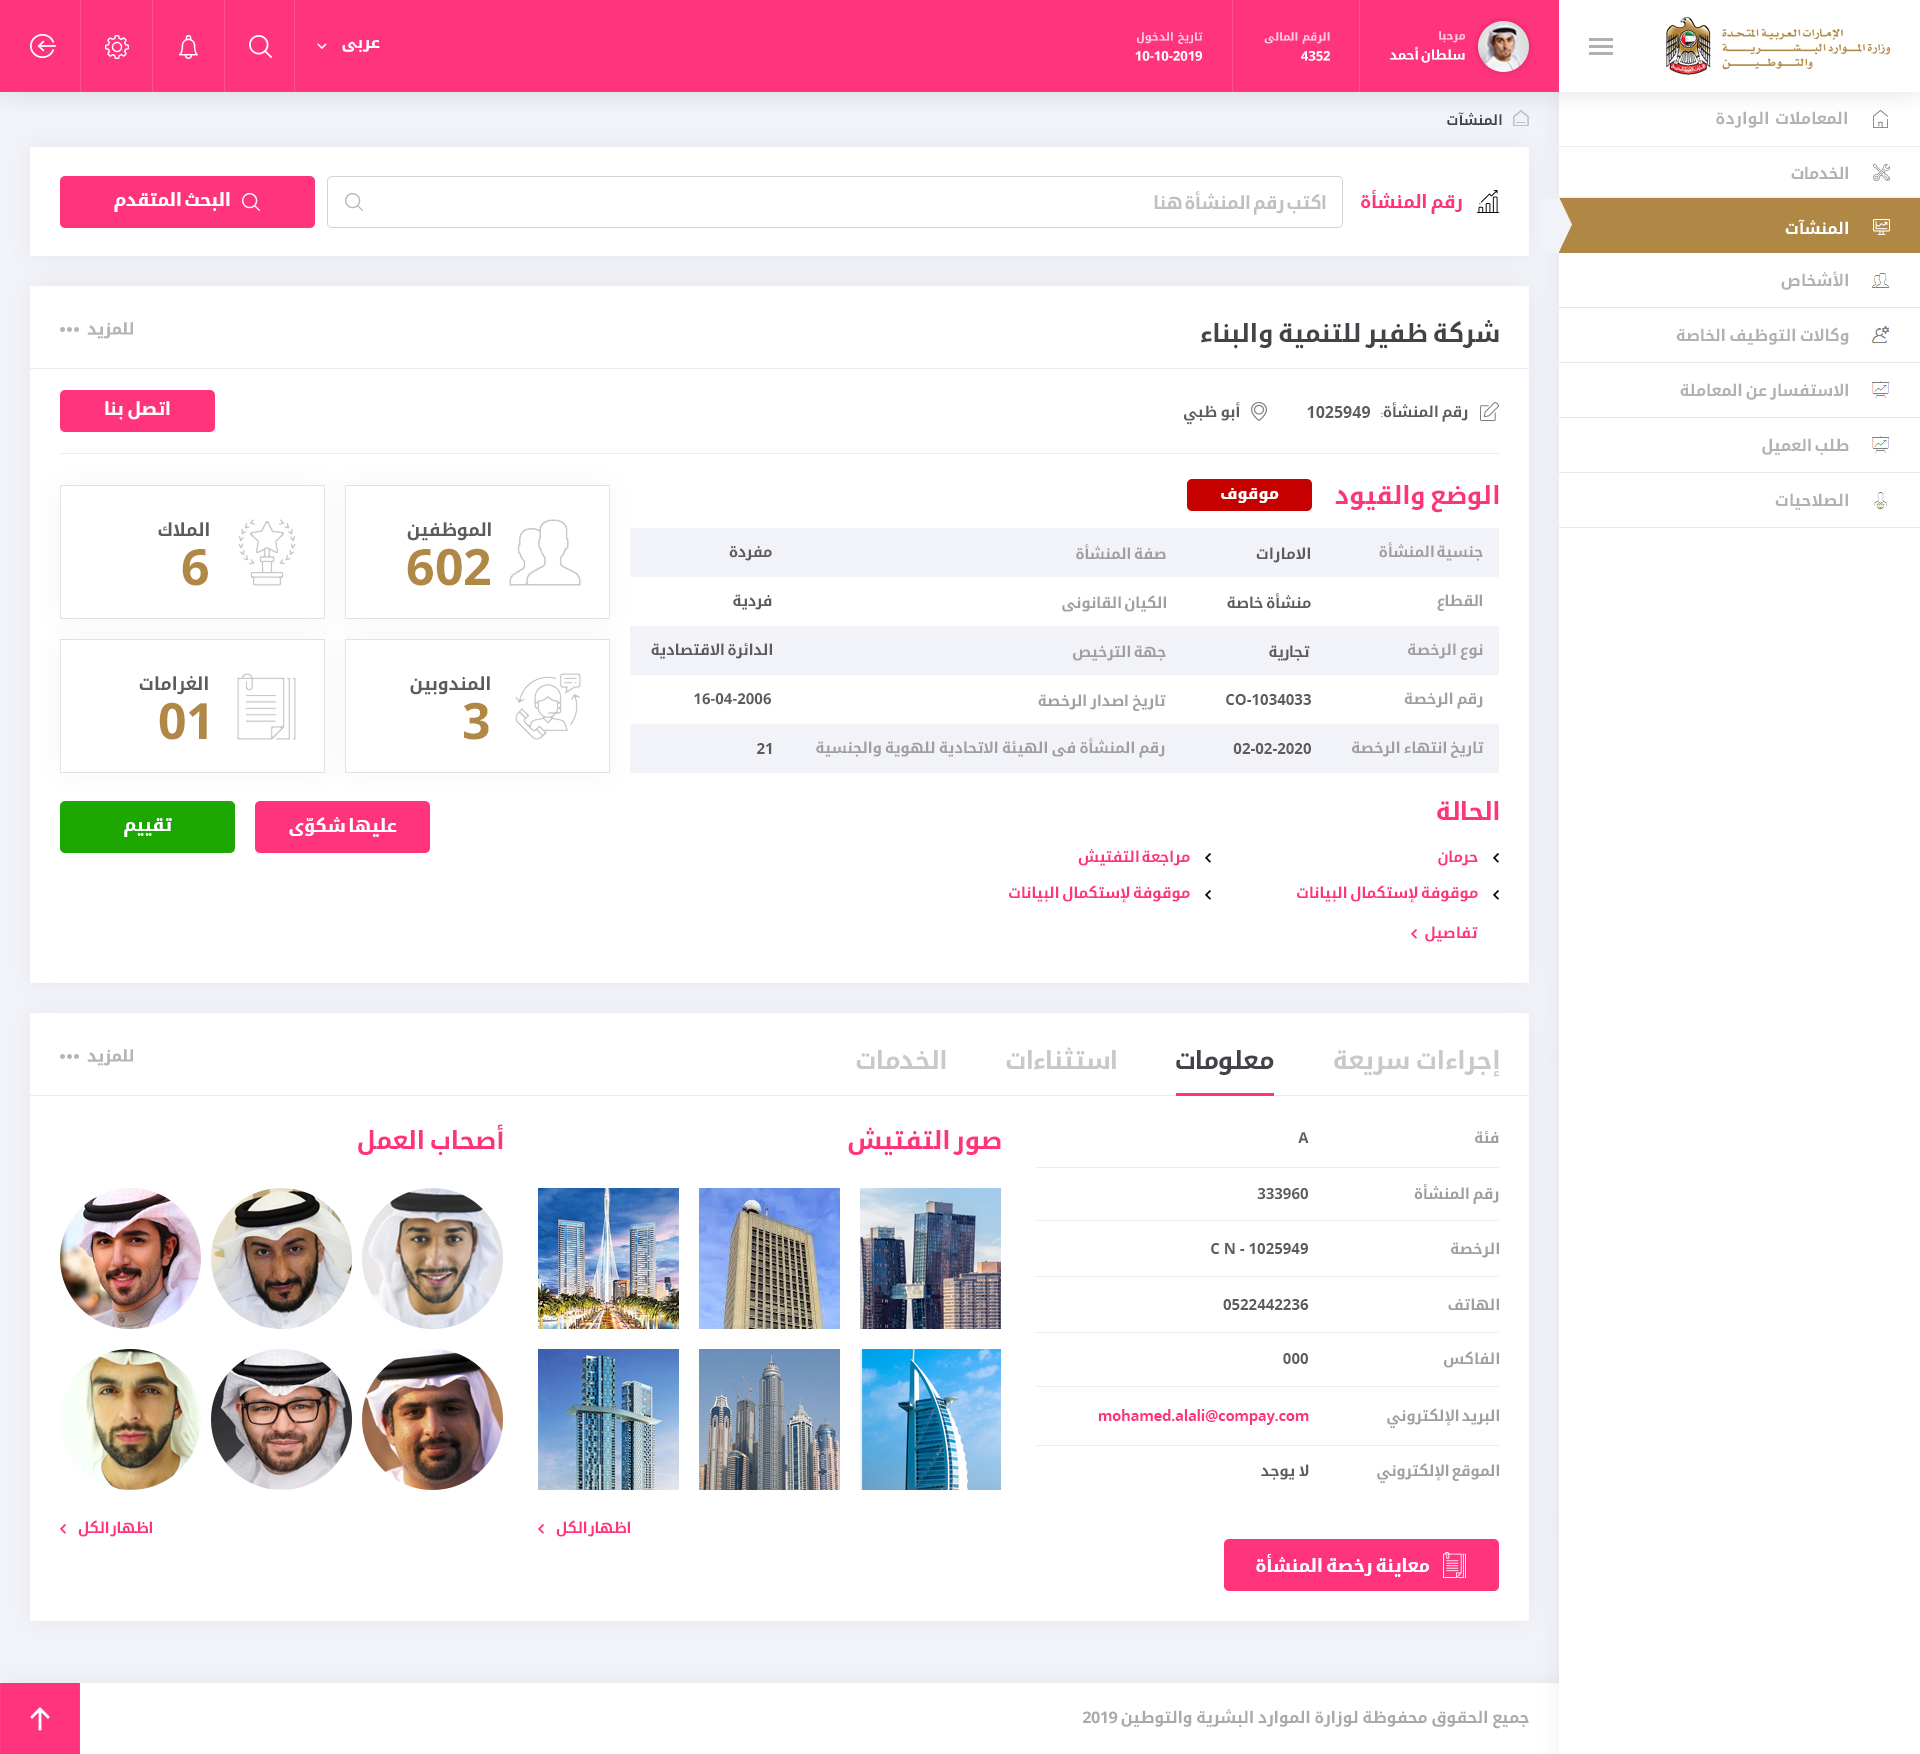 الإمارات العربية المتحدة
وزارة الموارد البشرية
والتوطين
مرحبا
سلطان أحمد
الرقم المالى
4352
تاريخ الدخول
10-10-2019
عربى
المعاملات الواردة
الخدمات
المنشآت
الأشخاص
وكالات التوظيف الخاصة
الاستفسار عن المعاملة
طلب العميل
الصلاحيات
المنشآت
رقم المنشأة
اكتب رقم المنشأة هنا
البحث المتقدم
شركة ظفير للتنمية والبناء
للمزيد
رقم المنشأة: 1025949
أبو ظبي
اتصل بنا
الوضع والقيود
موقوف
جنسية المنشأة الامارات صفة المنشأة مفردة
القطاع منشأة خاصة الكيان القانونى فردية
نوع الرخصة تجارية جهة الترخيص الدائرة الاقتصادية
رقم الرخصة CO-1034033 تاريخ اصدار الرخصة 16-04-2006
تاريخ انتهاء الرخصة 02-02-2020 رقم المنشأة فى الهيئة الاتحادية للهوية والجنسية 21
الموظفين
602
الملاك
6
المندوبين
3
الغرامات
01
عليها شكوّى
تقييم
الحالة
حرمان
مراجعة التفتيش
موقوفة لإستكمال البيانات
موقوفة لإستكمال البيانات
تفاصيل
إجراءات سريعة
معلومات
استثناءات
الخدمات
للمزيد
فئة A
رقم المنشأة 333960
الرخصة C N - 1025949
الهاتف 0522442236
الفاكس 000
البريد الإلكتروني mohamed.alali@compay.com
الموقع الإلكتروني لا يوجد
معاينة رخصة المنشأة
صور التفتيش
اظهار الكل
أصحاب العمل
اظهار الكل
جميع الحقوق محفوظة لوزارة الموارد البشرية والتوطين 2019